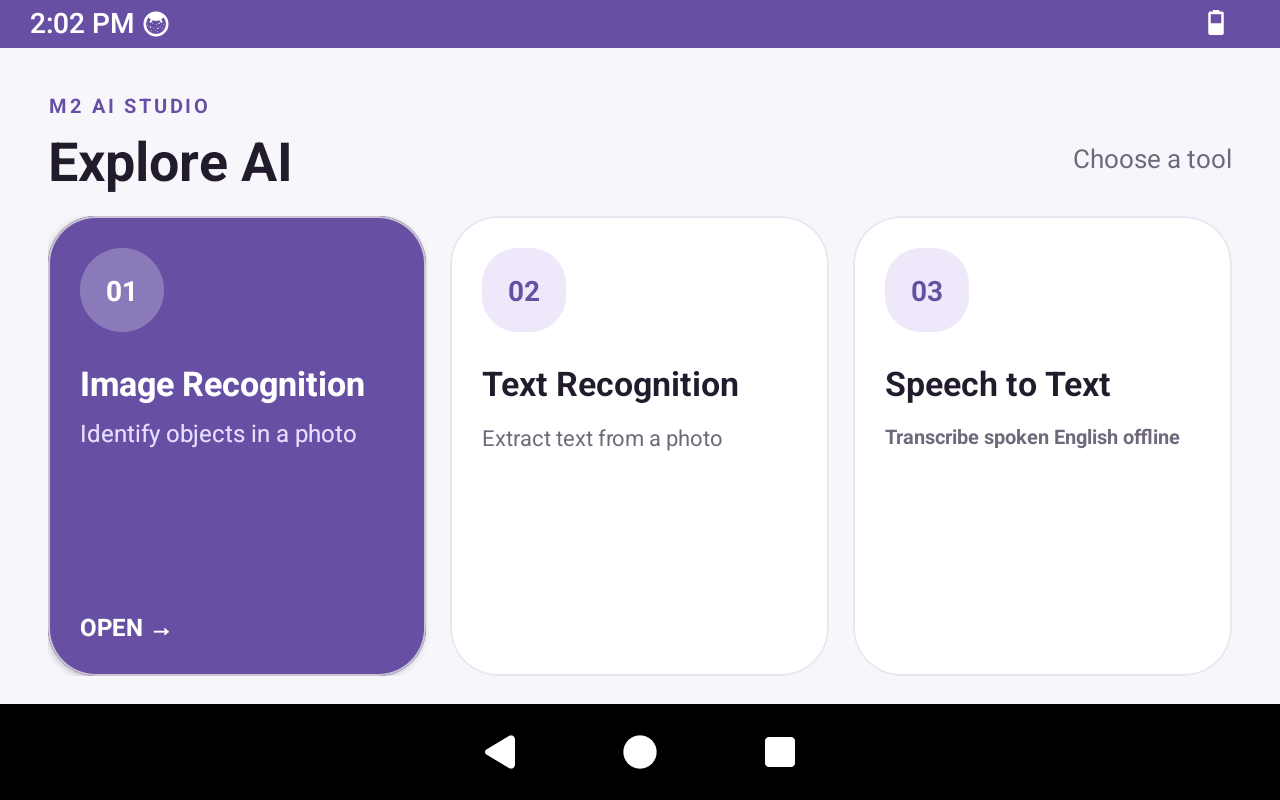 2:02 PM
M2 AI STUDIO
Explore AI
Choose a tool
01
Image Recognition
Identify objects in a photo
OPEN →
02
Text Recognition
Extract text from a photo
03
Speech to Text
Transcribe spoken English offline